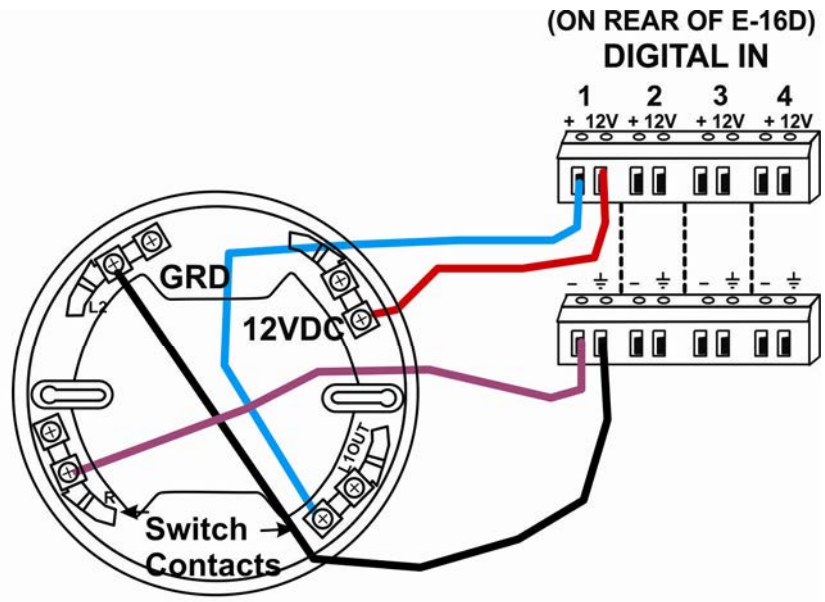 (ON REAR OF E-16D)
DIGITAL IN
1 2 3 4
+ 12V + 12V + 12V + 12V
GRD
L2
12VDC
- ⏚ - ⏚ - ⏚ - ⏚
L1OUT
R
Switch
Contacts